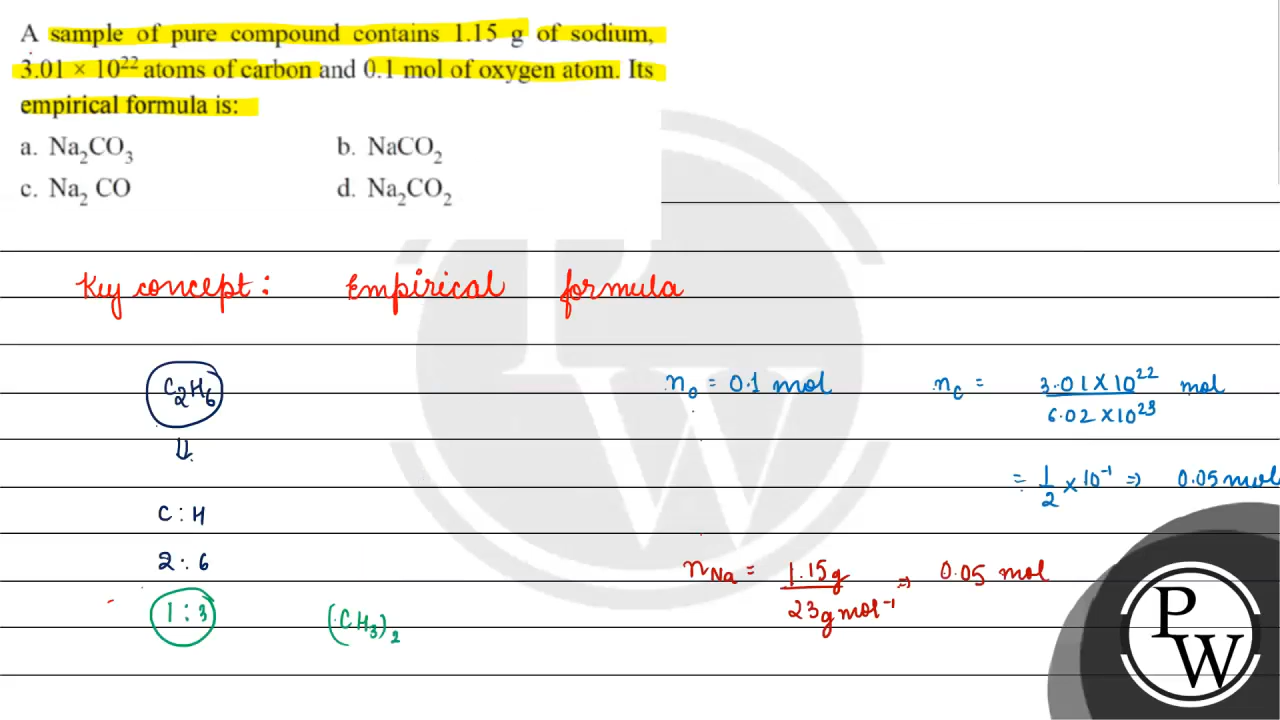 A sample of pure compound contains 1.15 g of sodium,
3.01 × 10²² atoms of carbon and 0.1 mol of oxygen atom. Its
empirical formula is:
a. Na₂CO₃ b. NaCO₂
c. Na₂ CO d. Na₂CO₂
Key concept: Empirical formula
C₂H₆
⇓
C : H
2 : 6
1 : 3
(CH₃)₂
n₀ = 0.1 mol
n_C = 3.01 × 10²² / 6.02 × 10²³ mol
= 1/2 × 10⁻¹ ⇒ 0.05 mol
n_Na = 1.15g / 23 g mol⁻¹ ⇒ 0.05 mol
PW
PW